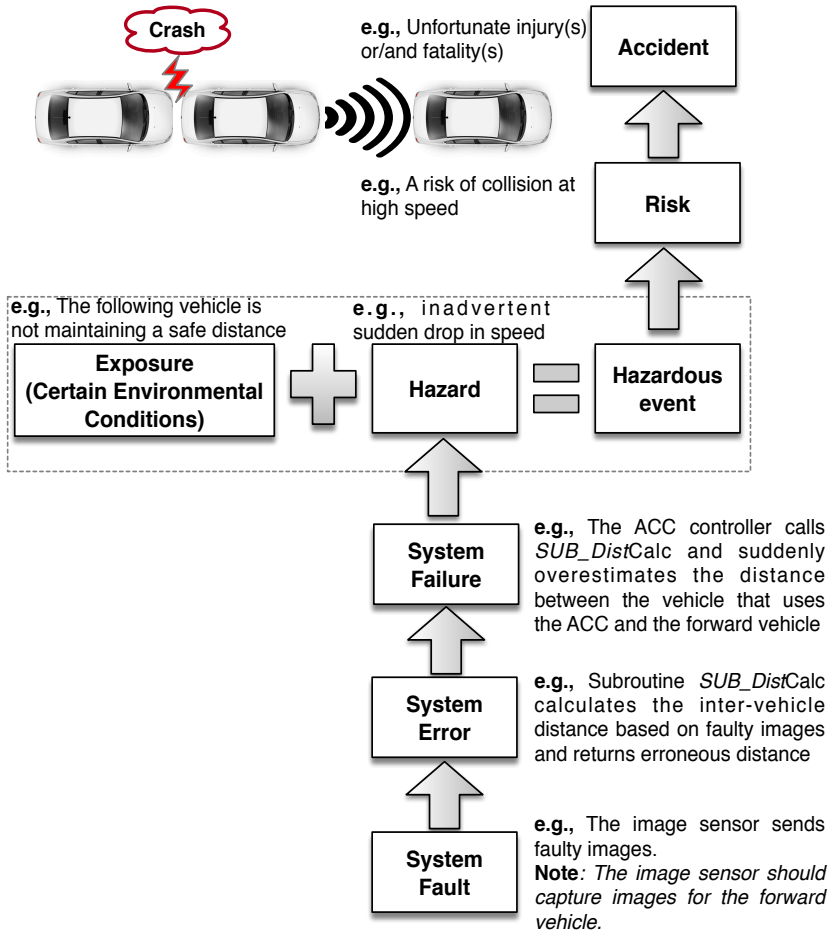 Crash
e.g., Unfortunate injury(s)
or/and fatality(s)
Accident
e.g., A risk of collision at
high speed
Risk
e.g., The following vehicle is
not maintaining a safe distance
e.g., inadvertent
sudden drop in speed
Exposure
(Certain Environmental
Conditions)
Hazard
Hazardous
event
System
Failure
e.g., The ACC controller calls
SUB_DistCalc and suddenly
overestimates the distance
between the vehicle that uses
the ACC and the forward vehicle
System
Error
e.g., Subroutine SUB_DistCalc
calculates the inter-vehicle
distance based on faulty images
and returns erroneous distance
System
Fault
e.g., The image sensor sends
faulty images.
Note: The image sensor should
capture images for the forward
vehicle.